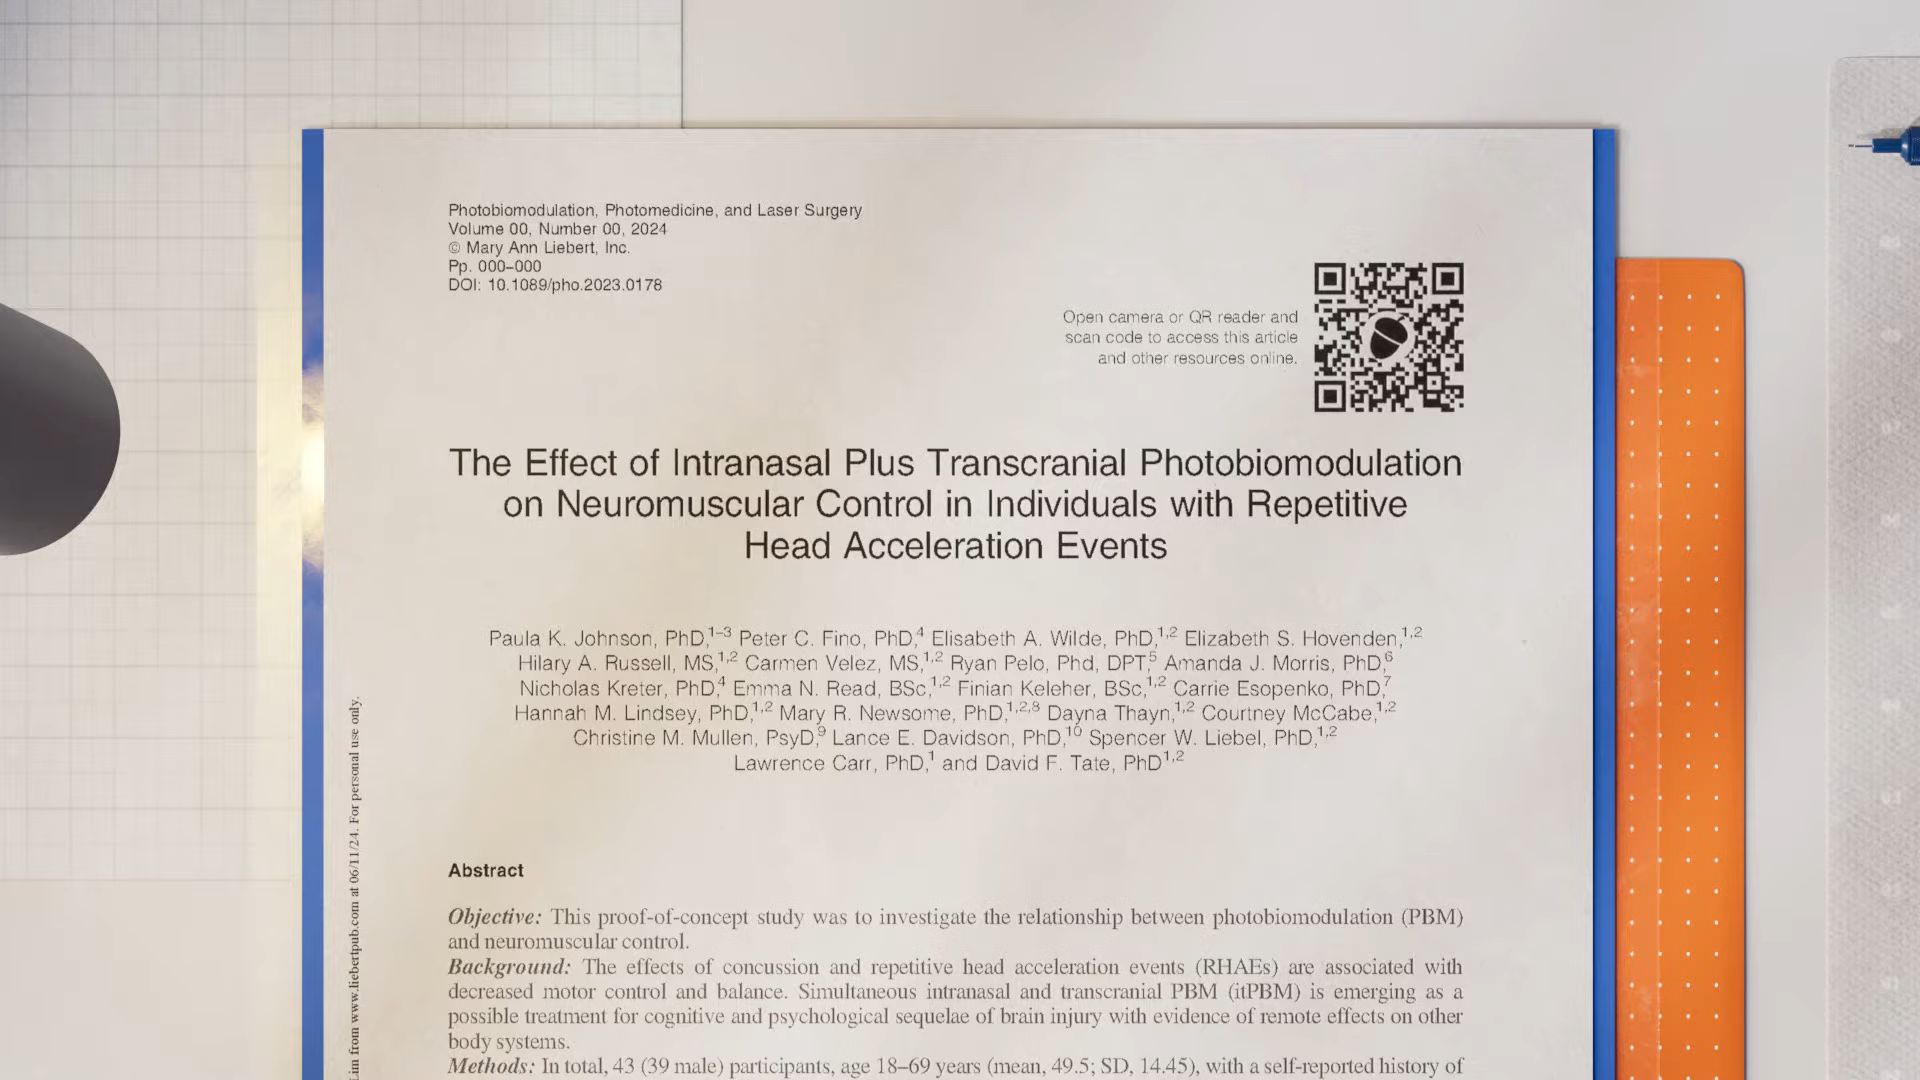 Photobiomodulation, Photomedicine, and Laser Surgery
Volume 00, Number 00, 2024
© Mary Ann Liebert, Inc.
Pp. 000–000
DOI: 10.1089/pho.2023.0178
Open camera or QR reader and
scan code to access this article
and other resources online.
The Effect of Intranasal Plus Transcranial Photobiomodulation
on Neuromuscular Control in Individuals with Repetitive
Head Acceleration Events
Paula K. Johnson, PhD,1–3 Peter C. Fino, PhD,4 Elisabeth A. Wilde, PhD,1,2 Elizabeth S. Hovenden,1,2
Hilary A. Russell, MS,1,2 Carmen Velez, MS,1,2 Ryan Pelo, Phd, DPT,5 Amanda J. Morris, PhD,6
Nicholas Kreter, PhD,4 Emma N. Read, BSc,1,2 Finian Keleher, BSc,1,2 Carrie Esopenko, PhD,7
Hannah M. Lindsey, PhD,1,2 Mary R. Newsome, PhD,1,2,8 Dayna Thayn,1,2 Courtney McCabe,1,2
Christine M. Mullen, PsyD,9 Lance E. Davidson, PhD,10 Spencer W. Liebel, PhD,1,2
Lawrence Carr, PhD,1 and David F. Tate, PhD1,2
Abstract
Objective: This proof-of-concept study was to investigate the relationship between photobiomodulation (PBM)
and neuromuscular control.
Background: The effects of concussion and repetitive head acceleration events (RHAEs) are associated with
decreased motor control and balance. Simultaneous intranasal and transcranial PBM (itPBM) is emerging as a
possible treatment for cognitive and psychological sequelae of brain injury with evidence of remote effects on other
body systems.
Methods: In total, 43 (39 male) participants, age 18–69 years (mean, 49.5; SD, 14.45), with a self-reported history of
Lim from www.liebertpub.com at 06/11/24. For personal use only.